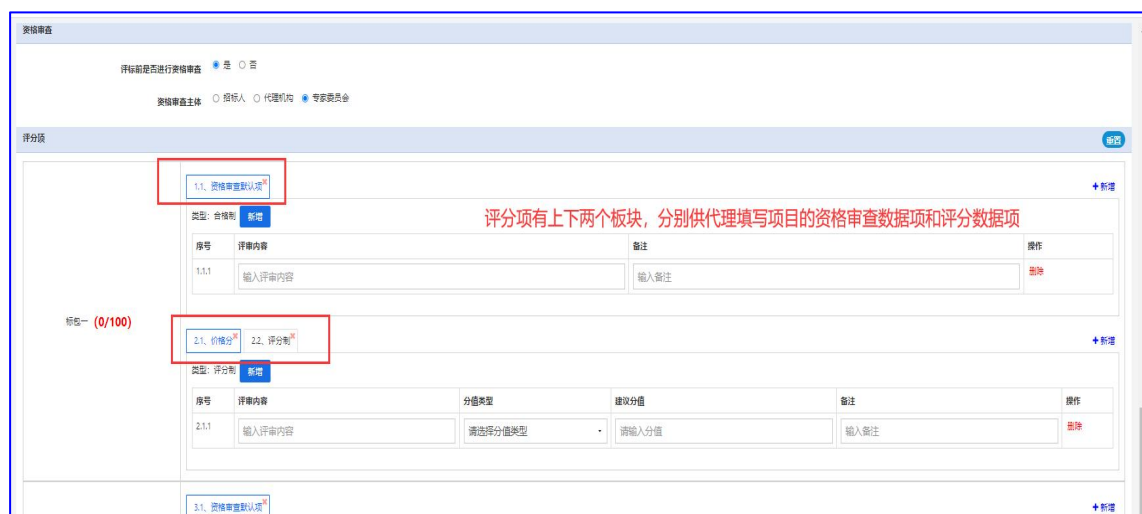 资格审查
评标前是否进行资格审查 是 否
资格审查主体 招标人 代理机构 专家委员会
评分项
重置
1.1、资格审查默认项
+新增
类型：合格制 新增
评分项有上下两个板块，分别供代理填写项目的资格审查数据项和评分数据项
序号 评审内容 备注 操作
1.1.1 输入评审内容 输入备注 删除
标包一 (0/100)
2.1、价格分 2.2、评分制
+新增
类型：评分制 新增
序号 评审内容 分值类型 建议分值 备注 操作
2.1.1 输入评审内容 请选择分值类型 请输入分值 输入备注 删除
3.1、资格审查默认项
+新增